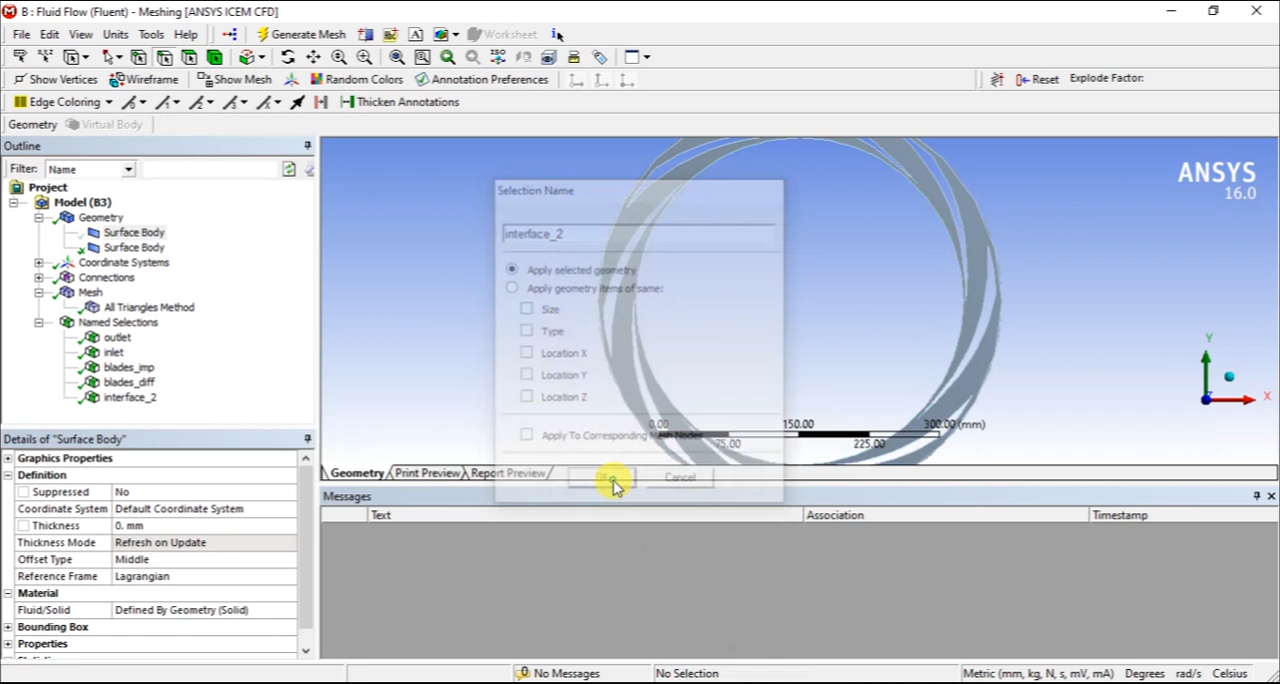 B : Fluid Flow (Fluent) - Meshing [ANSYS ICEM CFD]
File Edit View Units Tools Help Generate Mesh Worksheet
Show Vertices Wireframe Show Mesh Random Colors Annotation Preferences Reset Explode Factor:
Edge Coloring Thicken Annotations
Geometry Virtual Body
Outline
Filter: Name
Project
Model (B3)
Geometry
Surface Body
Surface Body
Coordinate Systems
Connections
Mesh
All Triangles Method
Named Selections
outlet
inlet
blades_imp
blades_diff
interface_2
Details of "Surface Body"
Graphics Properties
Definition
Suppressed No
Coordinate System Default Coordinate System
Thickness 0. mm
Thickness Mode Refresh on Update
Offset Type Middle
Reference Frame Lagrangian
Material
Fluid/Solid Defined By Geometry (Solid)
Bounding Box
Properties
Selection Name
interface_2
Apply selected geometry
Apply geometry items of same:
Size
Type
Location X
Location Y
Location Z
Apply To Corresponding Mesh Nodes
Cancel
ANSYS
16.0
Y
X
0.00 150.00 300.00 (mm)
75.00 225.00
Geometry Print Preview Report Preview
Messages
Text Association Timestamp
No Messages No Selection Metric (mm, kg, N, s, mV, mA) Degrees rad/s Celsius